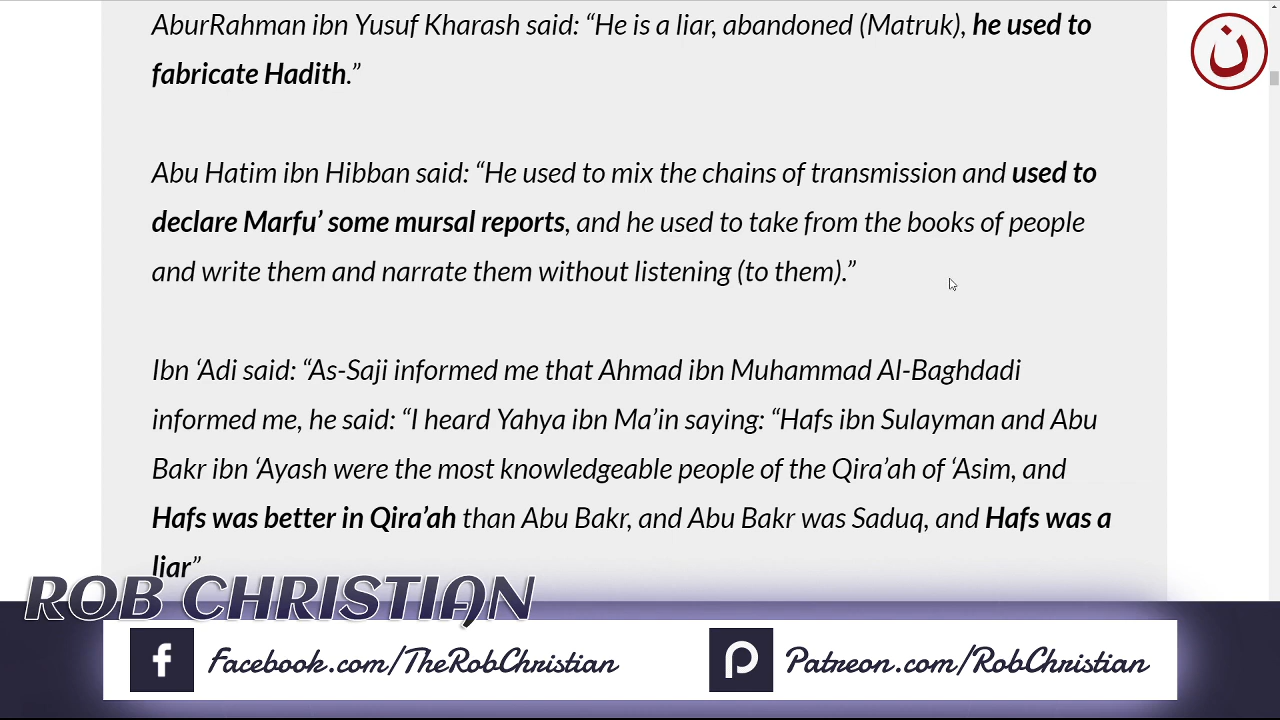 AburRahman ibn Yusuf Kharash said: “He is a liar, abandoned (Matruk), he used to
fabricate Hadith.”
Abu Hatim ibn Hibban said: “He used to mix the chains of transmission and used to
declare Marfu’ some mursal reports, and he used to take from the books of people
and write them and narrate them without listening (to them).”
Ibn ‘Adi said: “As-Saji informed me that Ahmad ibn Muhammad Al-Baghdadi
informed me, he said: “I heard Yahya ibn Ma’in saying: “Hafs ibn Sulayman and Abu
Bakr ibn ‘Ayash were the most knowledgeable people of the Qira’ah of ‘Asim, and
Hafs was better in Qira’ah than Abu Bakr, and Abu Bakr was Saduq, and Hafs was a
liar”
ن
ROB CHRISTIAN
f Facebook.com/TheRobChristian
Patreon.com/RobChristian